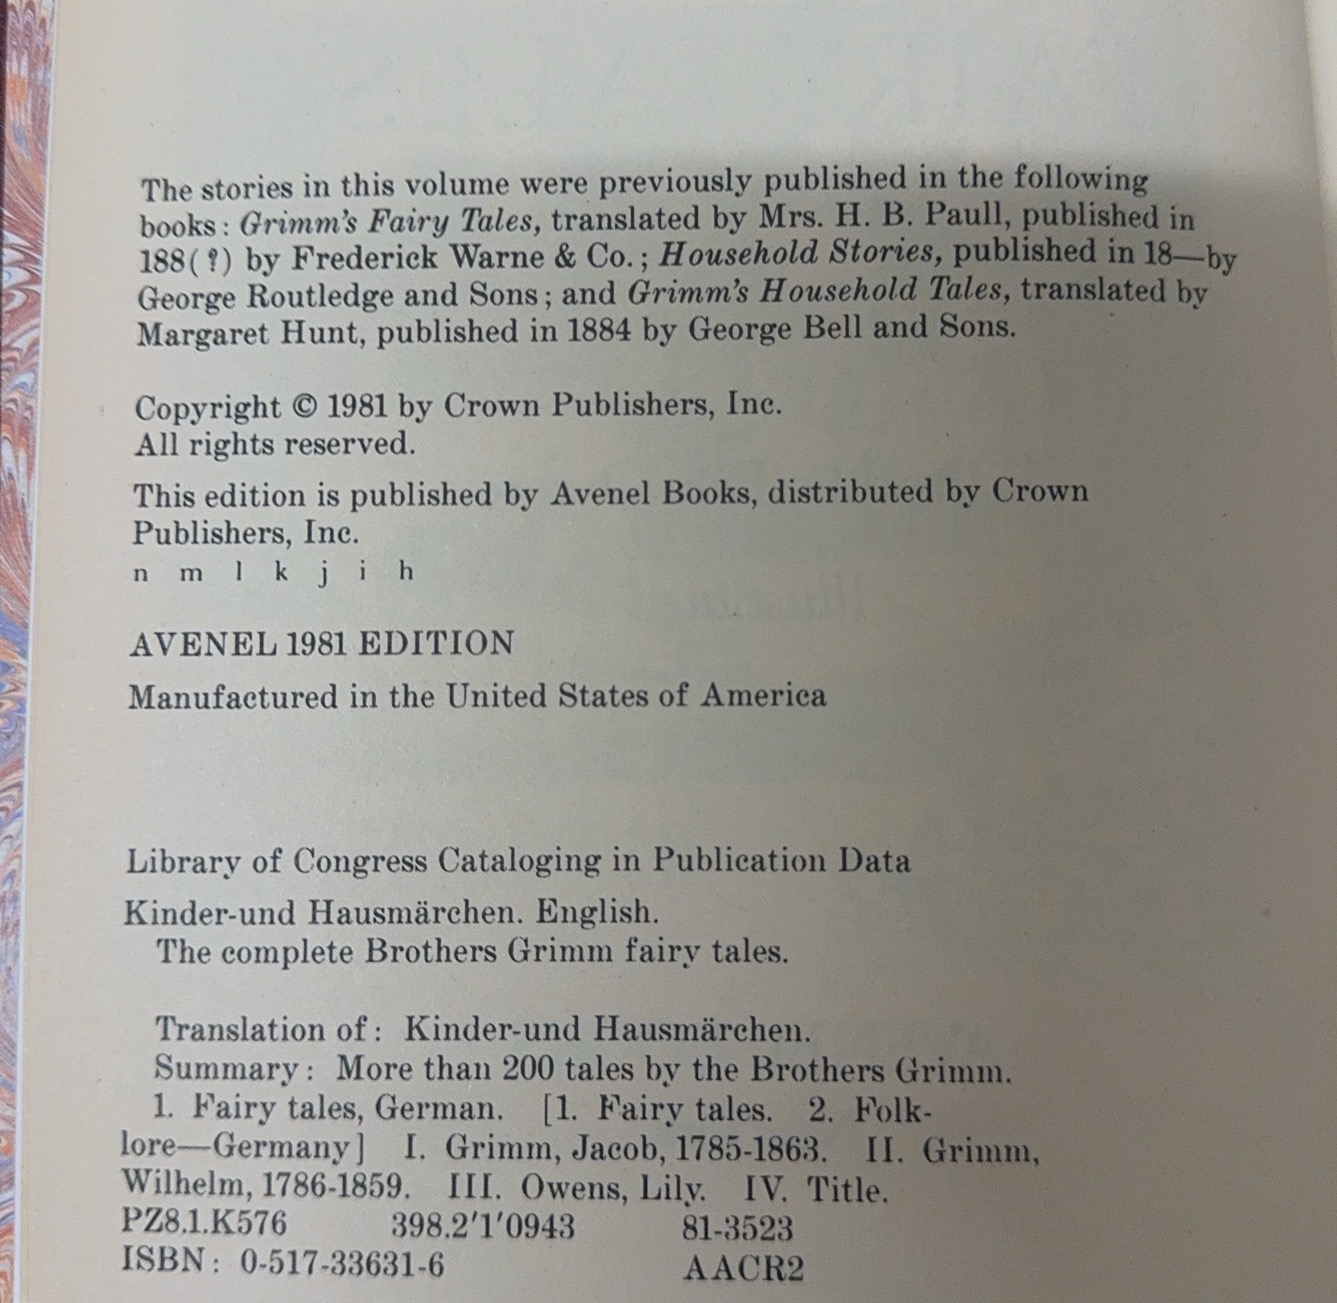 The stories in this volume were previously published in the following
books: Grimm's Fairy Tales, translated by Mrs. H. B. Paull, published in
188(?) by Frederick Warne & Co.; Household Stories, published in 18—by
George Routledge and Sons; and Grimm's Household Tales, translated by
Margaret Hunt, published in 1884 by George Bell and Sons.
Copyright © 1981 by Crown Publishers, Inc.
All rights reserved.
This edition is published by Avenel Books, distributed by Crown
Publishers, Inc.
n m l k j i h
AVENEL 1981 EDITION
Manufactured in the United States of America
Library of Congress Cataloging in Publication Data
Kinder-und Hausmärchen. English.
The complete Brothers Grimm fairy tales.
Translation of: Kinder-und Hausmärchen.
Summary: More than 200 tales by the Brothers Grimm.
1. Fairy tales, German. [1. Fairy tales. 2. Folk-
lore—Germany] I. Grimm, Jacob, 1785-1863. II. Grimm,
Wilhelm, 1786-1859. III. Owens, Lily. IV. Title.
PZ8.1.K576 398.2'1'0943 81-3523
ISBN: 0-517-33631-6 AACR2